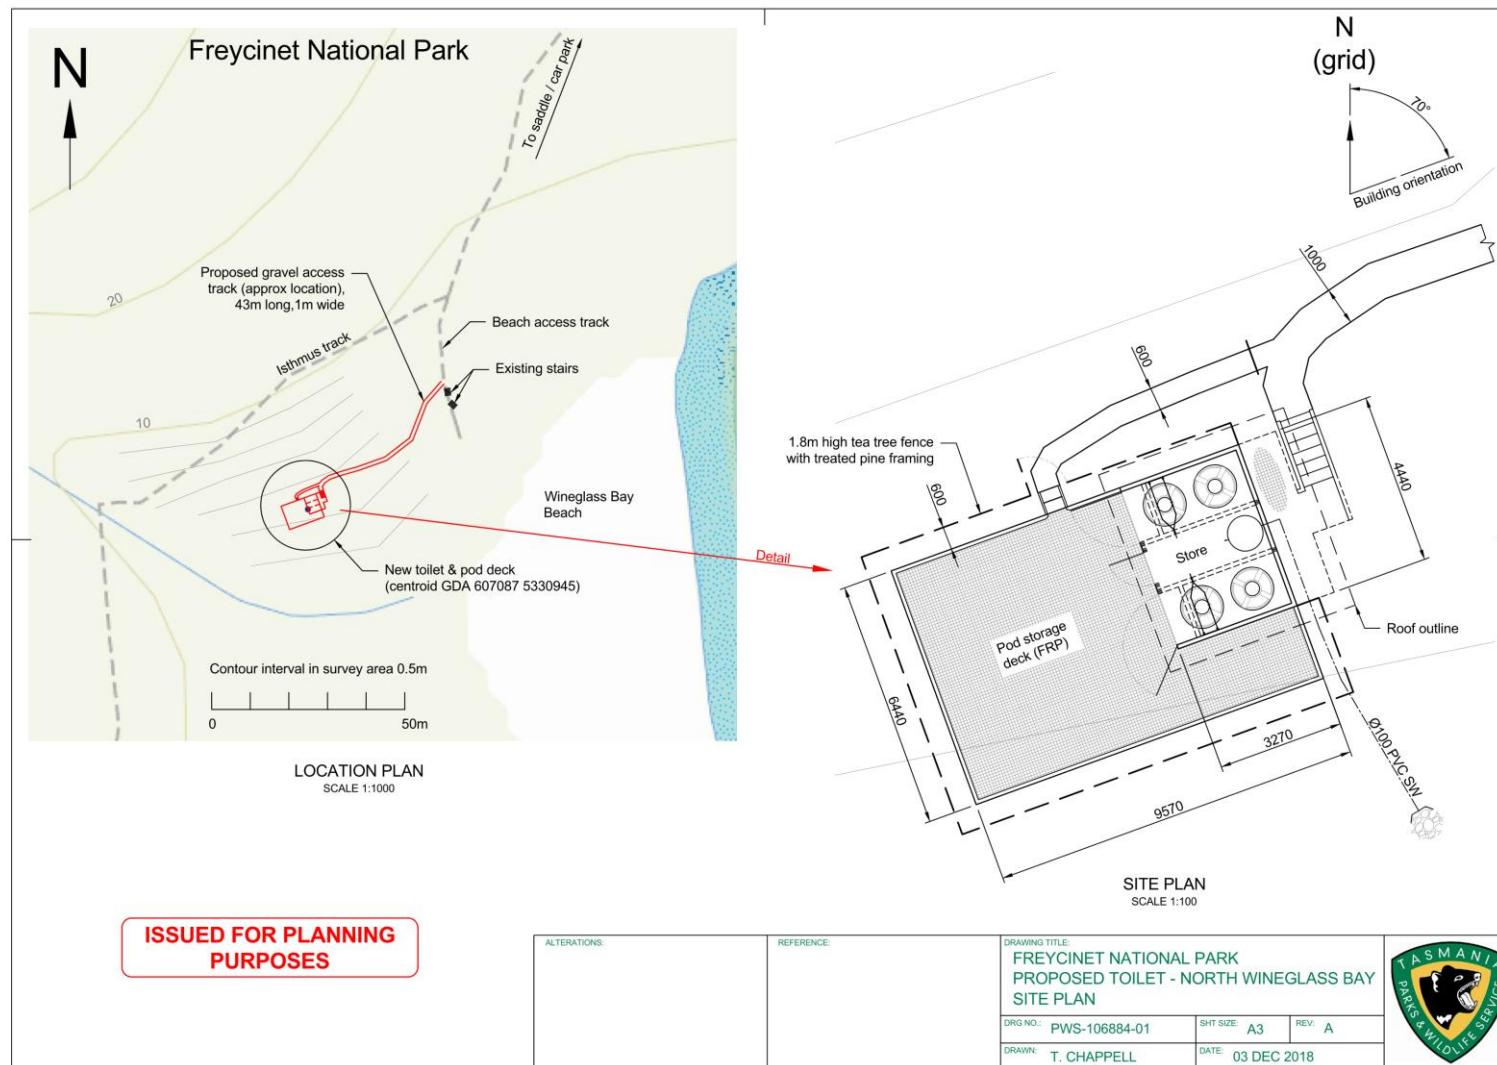 Freycinet National Park
N
To saddle / car park
Proposed gravel access
track (approx location),
43m long,1m wide
20
Isthmus track
Beach access track
Existing stairs
10
Wineglass Bay
Beach
New toilet & pod deck
(centroid GDA 607087 5330945)
Contour interval in survey area 0.5m
0
50m
LOCATION PLAN
SCALE 1:1000
Detail
N
(grid)
70°
Building orientation
1000
600
1.8m high tea tree fence
with treated pine framing
600
4440
Store
Pod storage
deck (FRP)
Roof outline
6440
3270
9570
Ø100 PVC SW
SITE PLAN
SCALE 1:100
ISSUED FOR PLANNING
PURPOSES
ALTERATIONS:
REFERENCE:
DRAWING TITLE:
FREYCINET NATIONAL PARK
PROPOSED TOILET - NORTH WINEGLASS BAY
SITE PLAN
DRG NO.: PWS-106884-01
SHT SIZE: A3
REV: A
DRAWN: T. CHAPPELL
DATE: 03 DEC 2018
TASMANIA
PARKS & WILDLIFE SERVICE